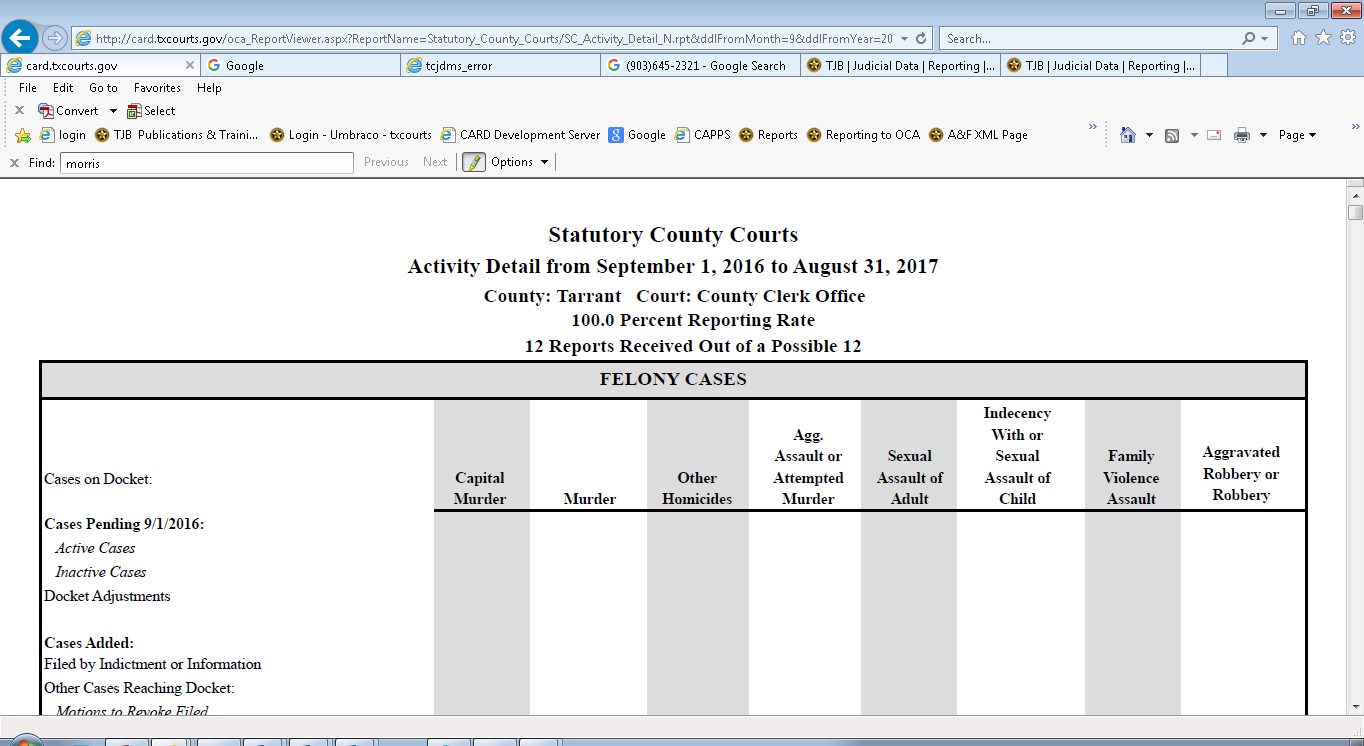 http://card.txcourts.gov/oca_ReportViewer.aspx?ReportName=Statutory_County_Courts/SC_Activity_Detail_N.rpt&ddlFromMonth=9&ddlFromYear=20
Search...
card.txcourts.gov
Google
tcjdms_error
(903)645-2321 - Google Search
TJB | Judicial Data | Reporting |...
TJB | Judicial Data | Reporting |...
File Edit Go to Favorites Help
x Convert Select
login TJB Publications & Traini... Login - Umbraco - txcourts CARD Development Server Google CAPPS Reports Reporting to OCA A&F XML Page » Page »
x Find: morris Previous Next Options
Statutory County Courts
Activity Detail from September 1, 2016 to August 31, 2017
County: Tarrant Court: County Clerk Office
100.0 Percent Reporting Rate
12 Reports Received Out of a Possible 12
FELONY CASES
Cases on Docket:
Capital Murder
Murder
Other Homicides
Agg. Assault or Attempted Murder
Sexual Assault of Adult
Indecency With or Sexual Assault of Child
Family Violence Assault
Aggravated Robbery or Robbery
Cases Pending 9/1/2016:
Active Cases
Inactive Cases
Docket Adjustments
Cases Added:
Filed by Indictment or Information
Other Cases Reaching Docket:
Motions to Revoke Filed